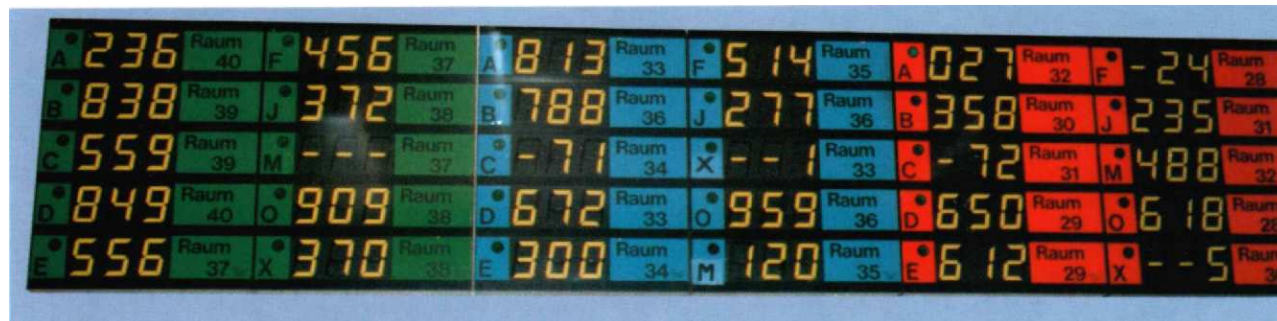 A 236 Raum 40 F 456 Raum 37 A 813 Raum 33 F 514 Raum 35 A 027 Raum 32 F -24 Raum 28
B 838 Raum 39 J 372 Raum 38 B 788 Raum 36 J 277 Raum 36 B 358 Raum 30 J 235 Raum 31
C 559 Raum 39 M --- Raum 37 C -71 Raum 34 X --1 Raum 33 C -72 Raum 31 M 488 Raum 32
D 849 Raum 40 O 909 Raum 38 D 672 Raum 33 O 959 Raum 36 D 650 Raum 29 O 618 Raum 28
E 556 Raum 37 X 370 Raum 38 E 300 Raum 34 M 120 Raum 35 E 612 Raum 29 X --5 Raum